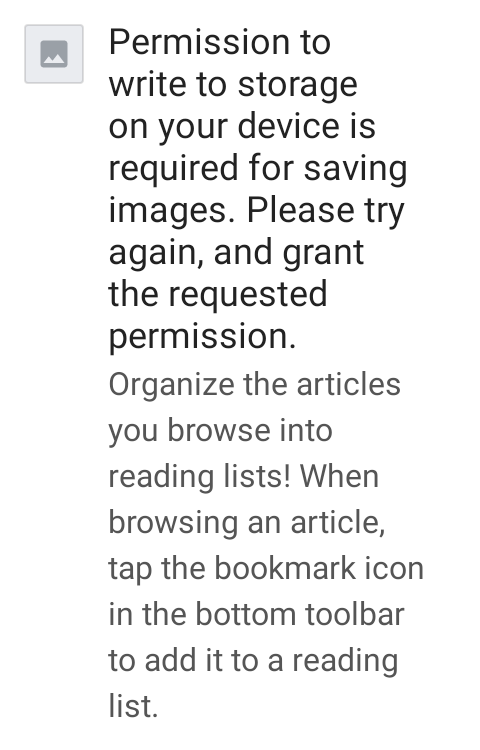 Permission to
write to storage
on your device is
required for saving
images. Please try
again, and grant
the requested
permission.
Organize the articles
you browse into
reading lists! When
browsing an article,
tap the bookmark icon
in the bottom toolbar
to add it to a reading
list.